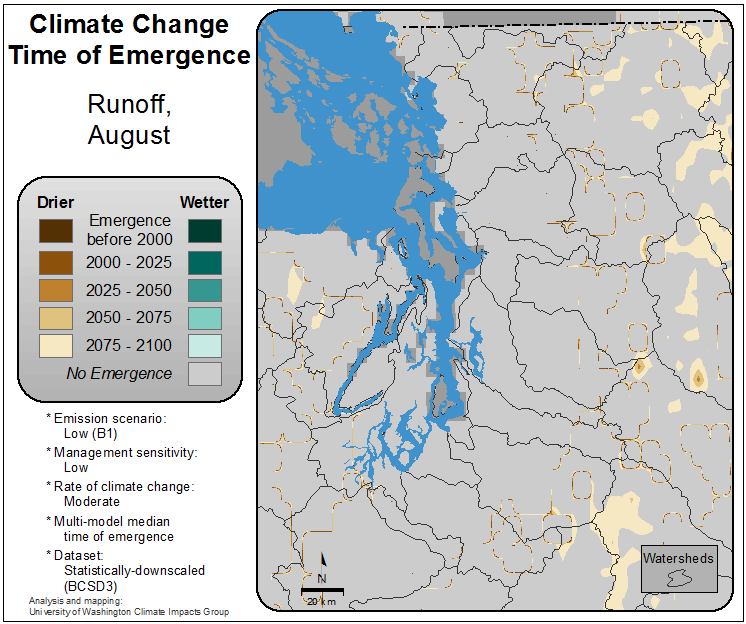 Climate Change
Time of Emergence
Runoff,
August
Drier Wetter
Emergence
before 2000
2000 - 2025
2025 - 2050
2050 - 2075
2075 - 2100
No Emergence
* Emission scenario:
Low (B1)
* Management sensitivity:
Low
* Rate of climate change:
Moderate
* Multi-model median
time of emergence
* Dataset:
Statistically-downscaled
(BCSD3)
Analysis and mapping:
University of Washington Climate Impacts Group
N
20 km
Watersheds